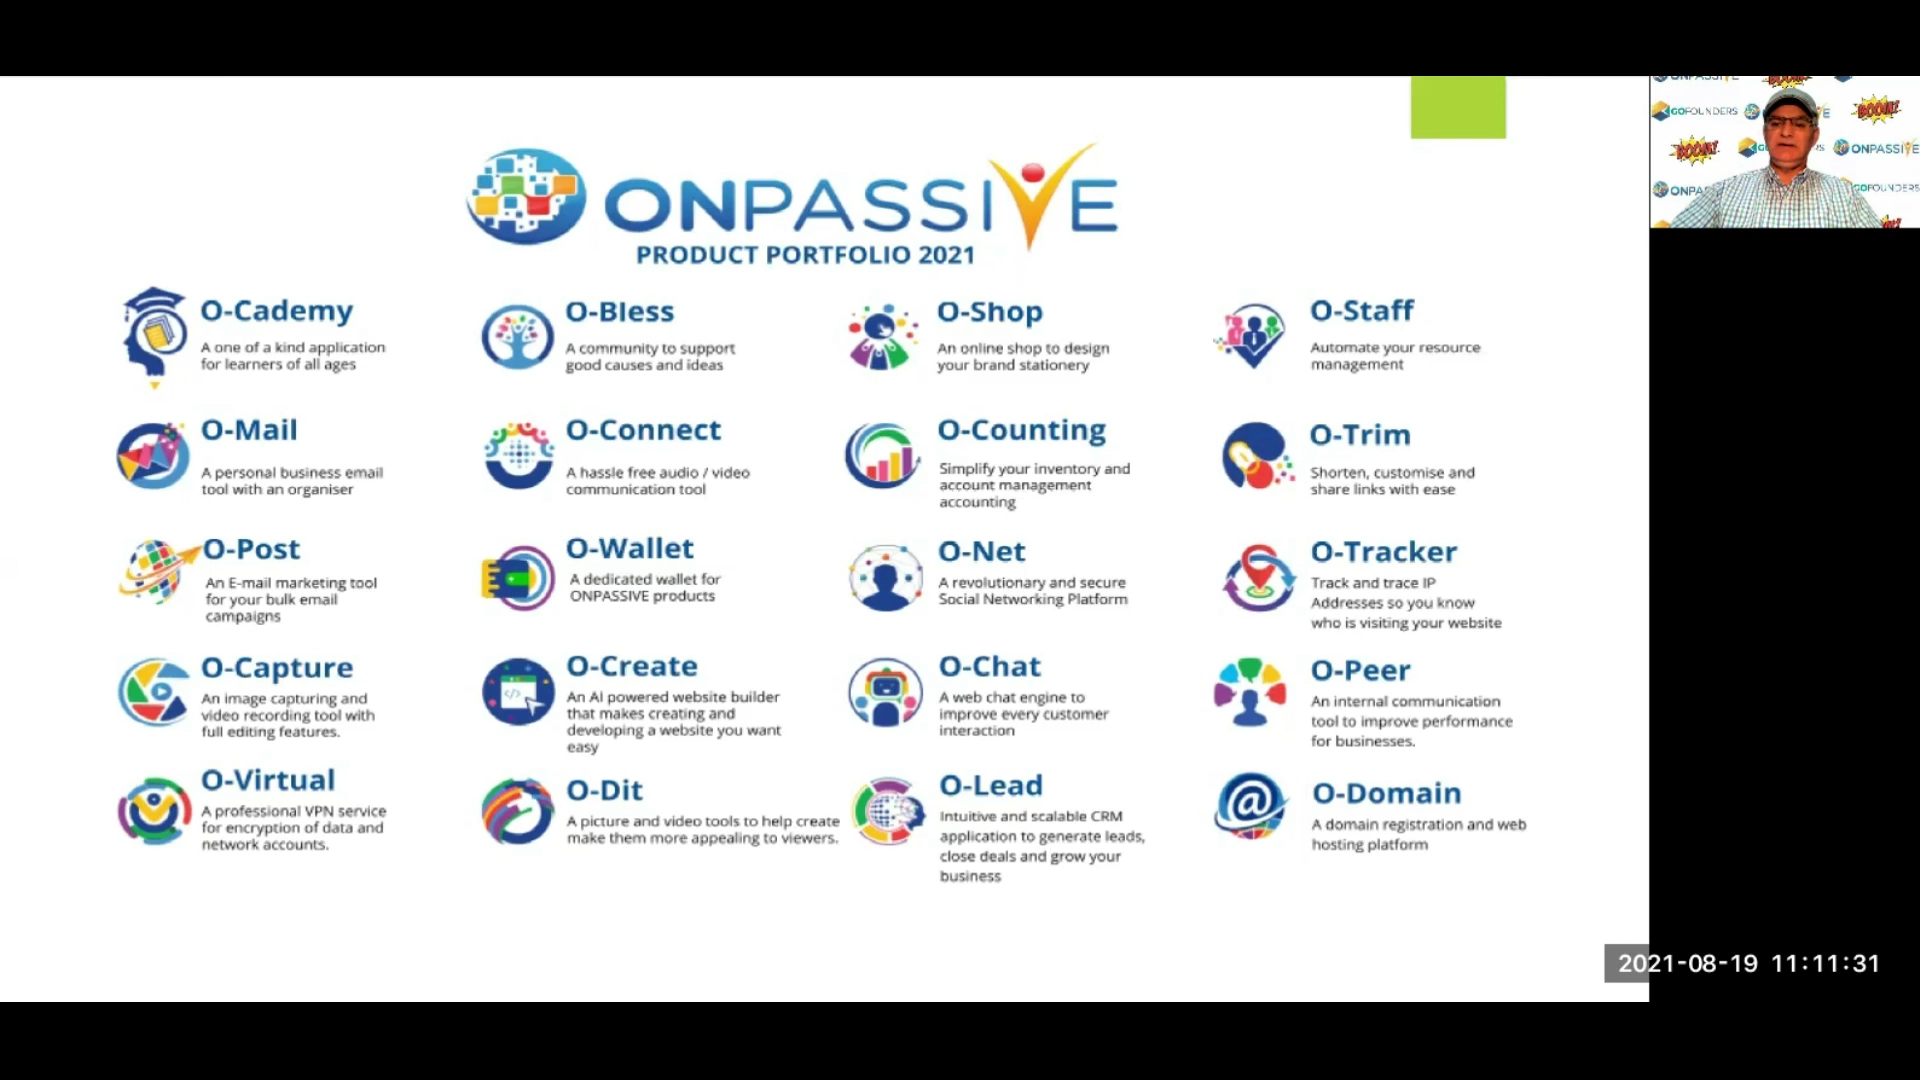 ONPASSIVE
PRODUCT PORTFOLIO 2021
O-Cademy
A one of a kind application
for learners of all ages
O-Bless
A community to support
good causes and ideas
O-Shop
An online shop to design
your brand stationery
O-Staff
Automate your resource
management
O-Mail
A personal business email
tool with an organiser
O-Connect
A hassle free audio / video
communication tool
O-Counting
Simplify your inventory and
account management
accounting
O-Trim
Shorten, customise and
share links with ease
O-Post
An E-mail marketing tool
for your bulk email
campaigns
O-Wallet
A dedicated wallet for
ONPASSIVE products
O-Net
A revolutionary and secure
Social Networking Platform
O-Tracker
Track and trace IP
Addresses so you know
who is visiting your website
O-Capture
An image capturing and
video recording tool with
full editing features.
O-Create
An AI powered website builder
that makes creating and
developing a website you want
easy
O-Chat
A web chat engine to
improve every customer
interaction
O-Peer
An internal communication
tool to improve performance
for businesses.
O-Virtual
A professional VPN service
for encryption of data and
network accounts.
O-Dit
A picture and video tools to help create
make them more appealing to viewers.
O-Lead
Intuitive and scalable CRM
application to generate leads,
close deals and grow your
business
O-Domain
A domain registration and web
hosting platform
GOFOUNDERS
BOOM!
BOOM!
ONPASSIVE
GOFOUNDERS
2021-08-19 11:11:31